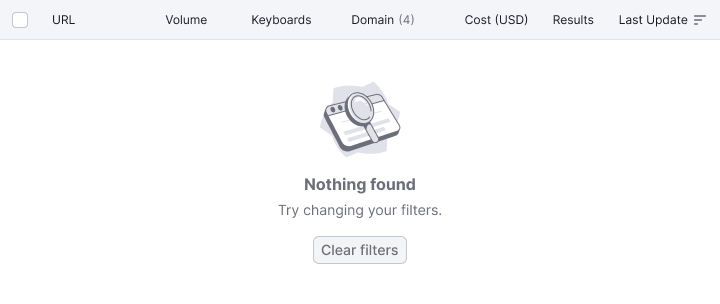 URL Volume Keyboards Domain (4) Cost (USD) Results Last Update
Nothing found
Try changing your filters.
Clear filters